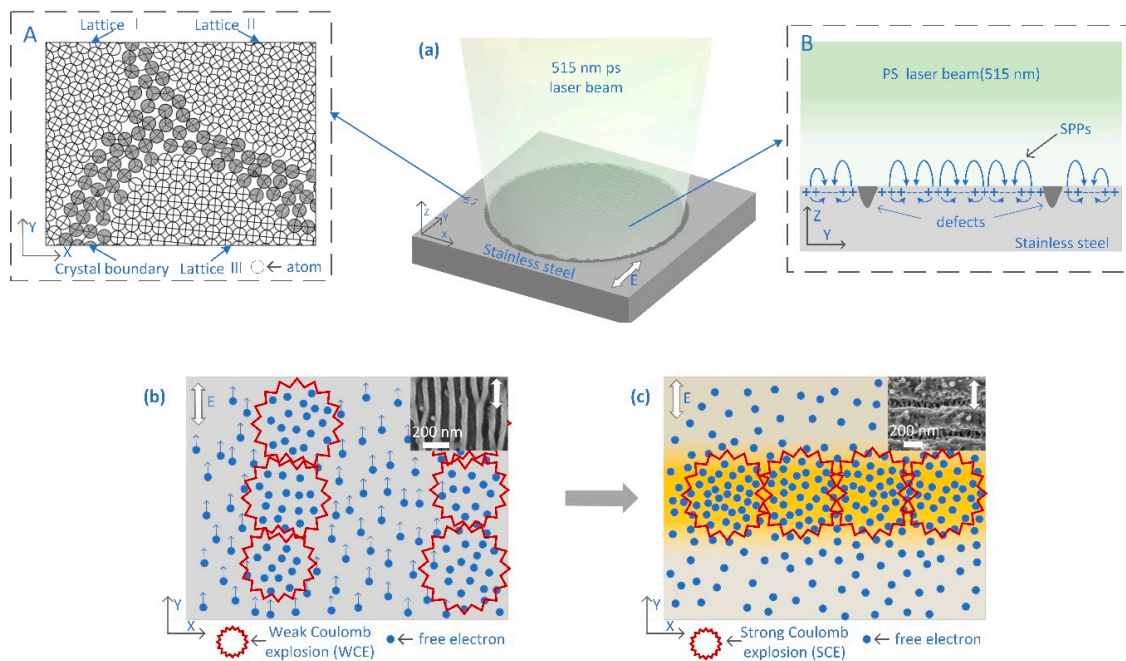 A
Lattice I
Lattice II
Y
X
Crystal boundary
Lattice III
atom
(a)
515 nm ps
laser beam
Z
Y
X
Stainless steel
E
B
PS laser beam(515 nm)
SPPs
++ ++
defects
Z
Y
Stainless steel
(b)
E
200 nm
Y
X
Weak Coulomb
explosion (WCE)
free electron
(c)
E
200 nm
Y
X
Strong Coulomb
explosion (SCE)
free electron